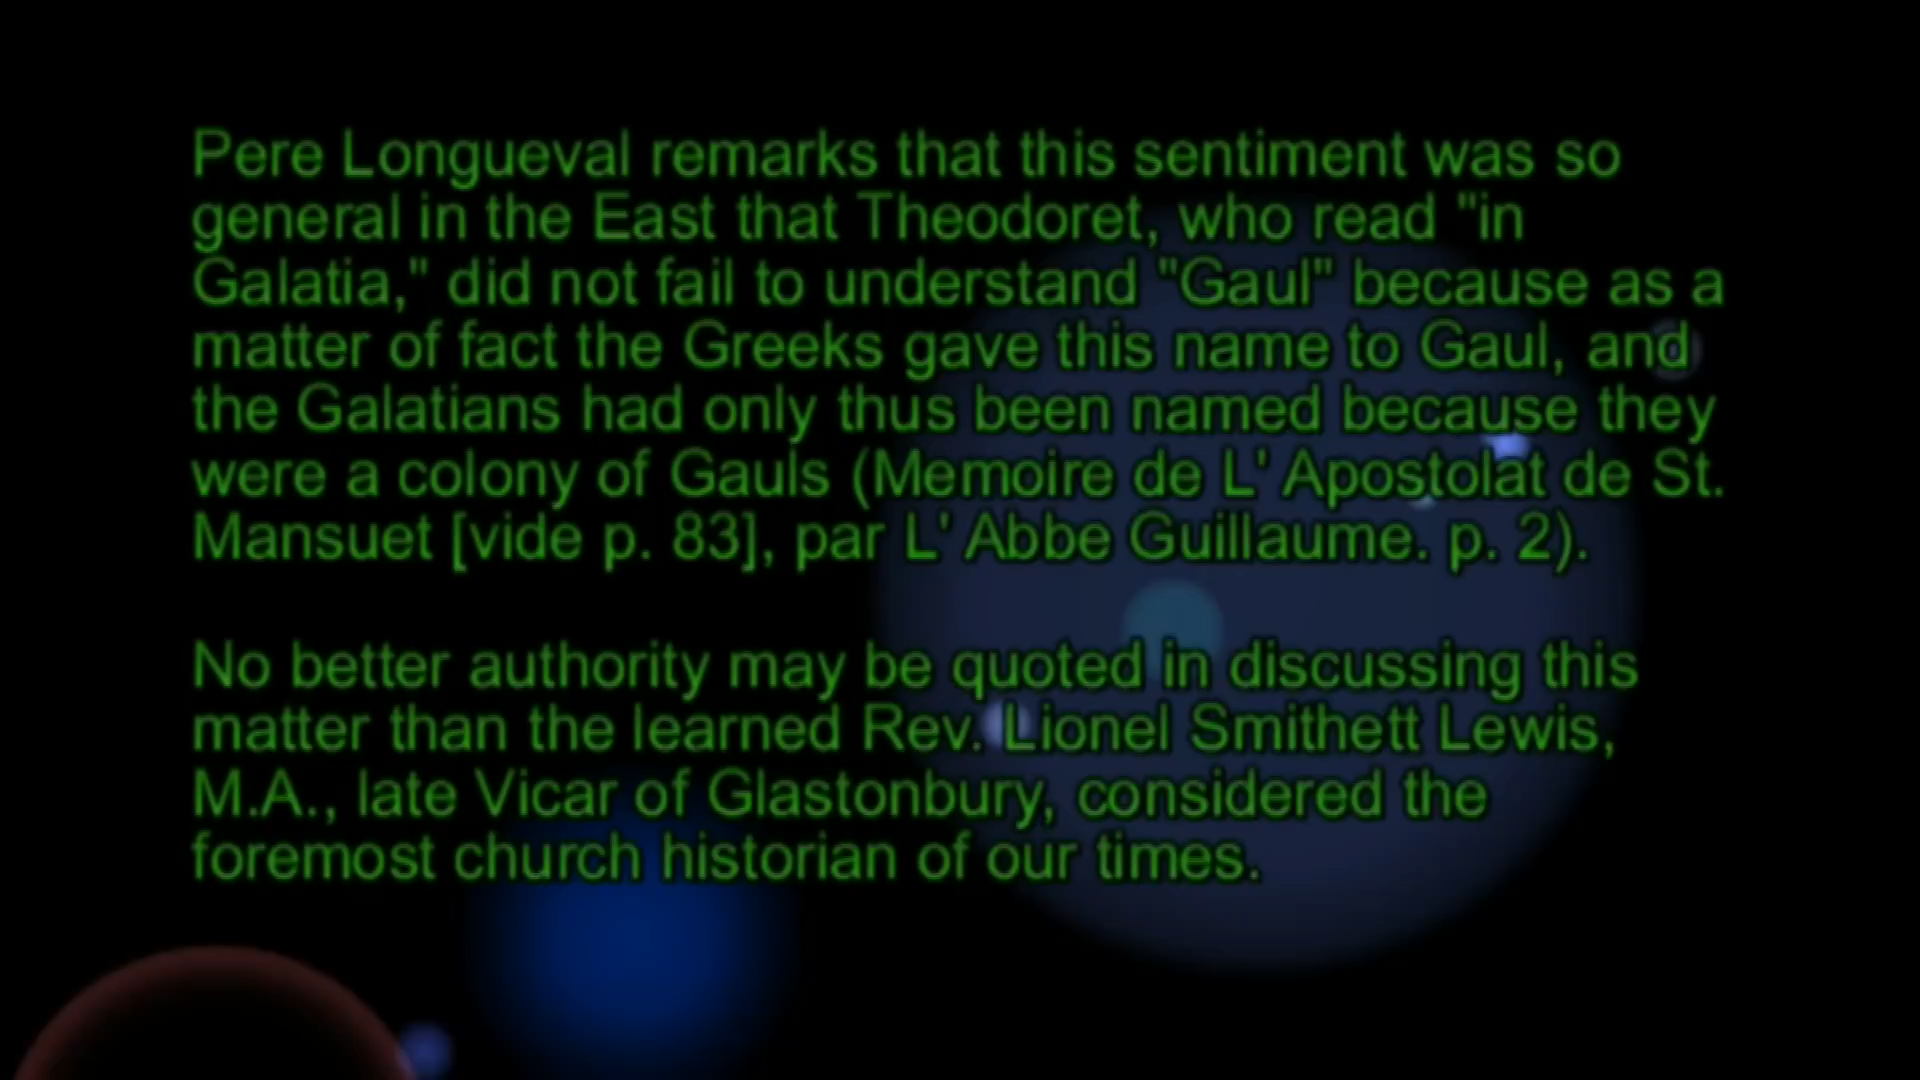 Pere Longueval remarks that this sentiment was so
general in the East that Theodoret, who read "in
Galatia," did not fail to understand "Gaul" because as a
matter of fact the Greeks gave this name to Gaul, and
the Galatians had only thus been named because they
were a colony of Gauls (Memoire de L' Apostolat de St.
Mansuet [vide p. 83], par L' Abbe Guillaume. p. 2).
No better authority may be quoted in discussing this
matter than the learned Rev. Lionel Smithett Lewis,
M.A., late Vicar of Glastonbury, considered the
foremost church historian of our times.